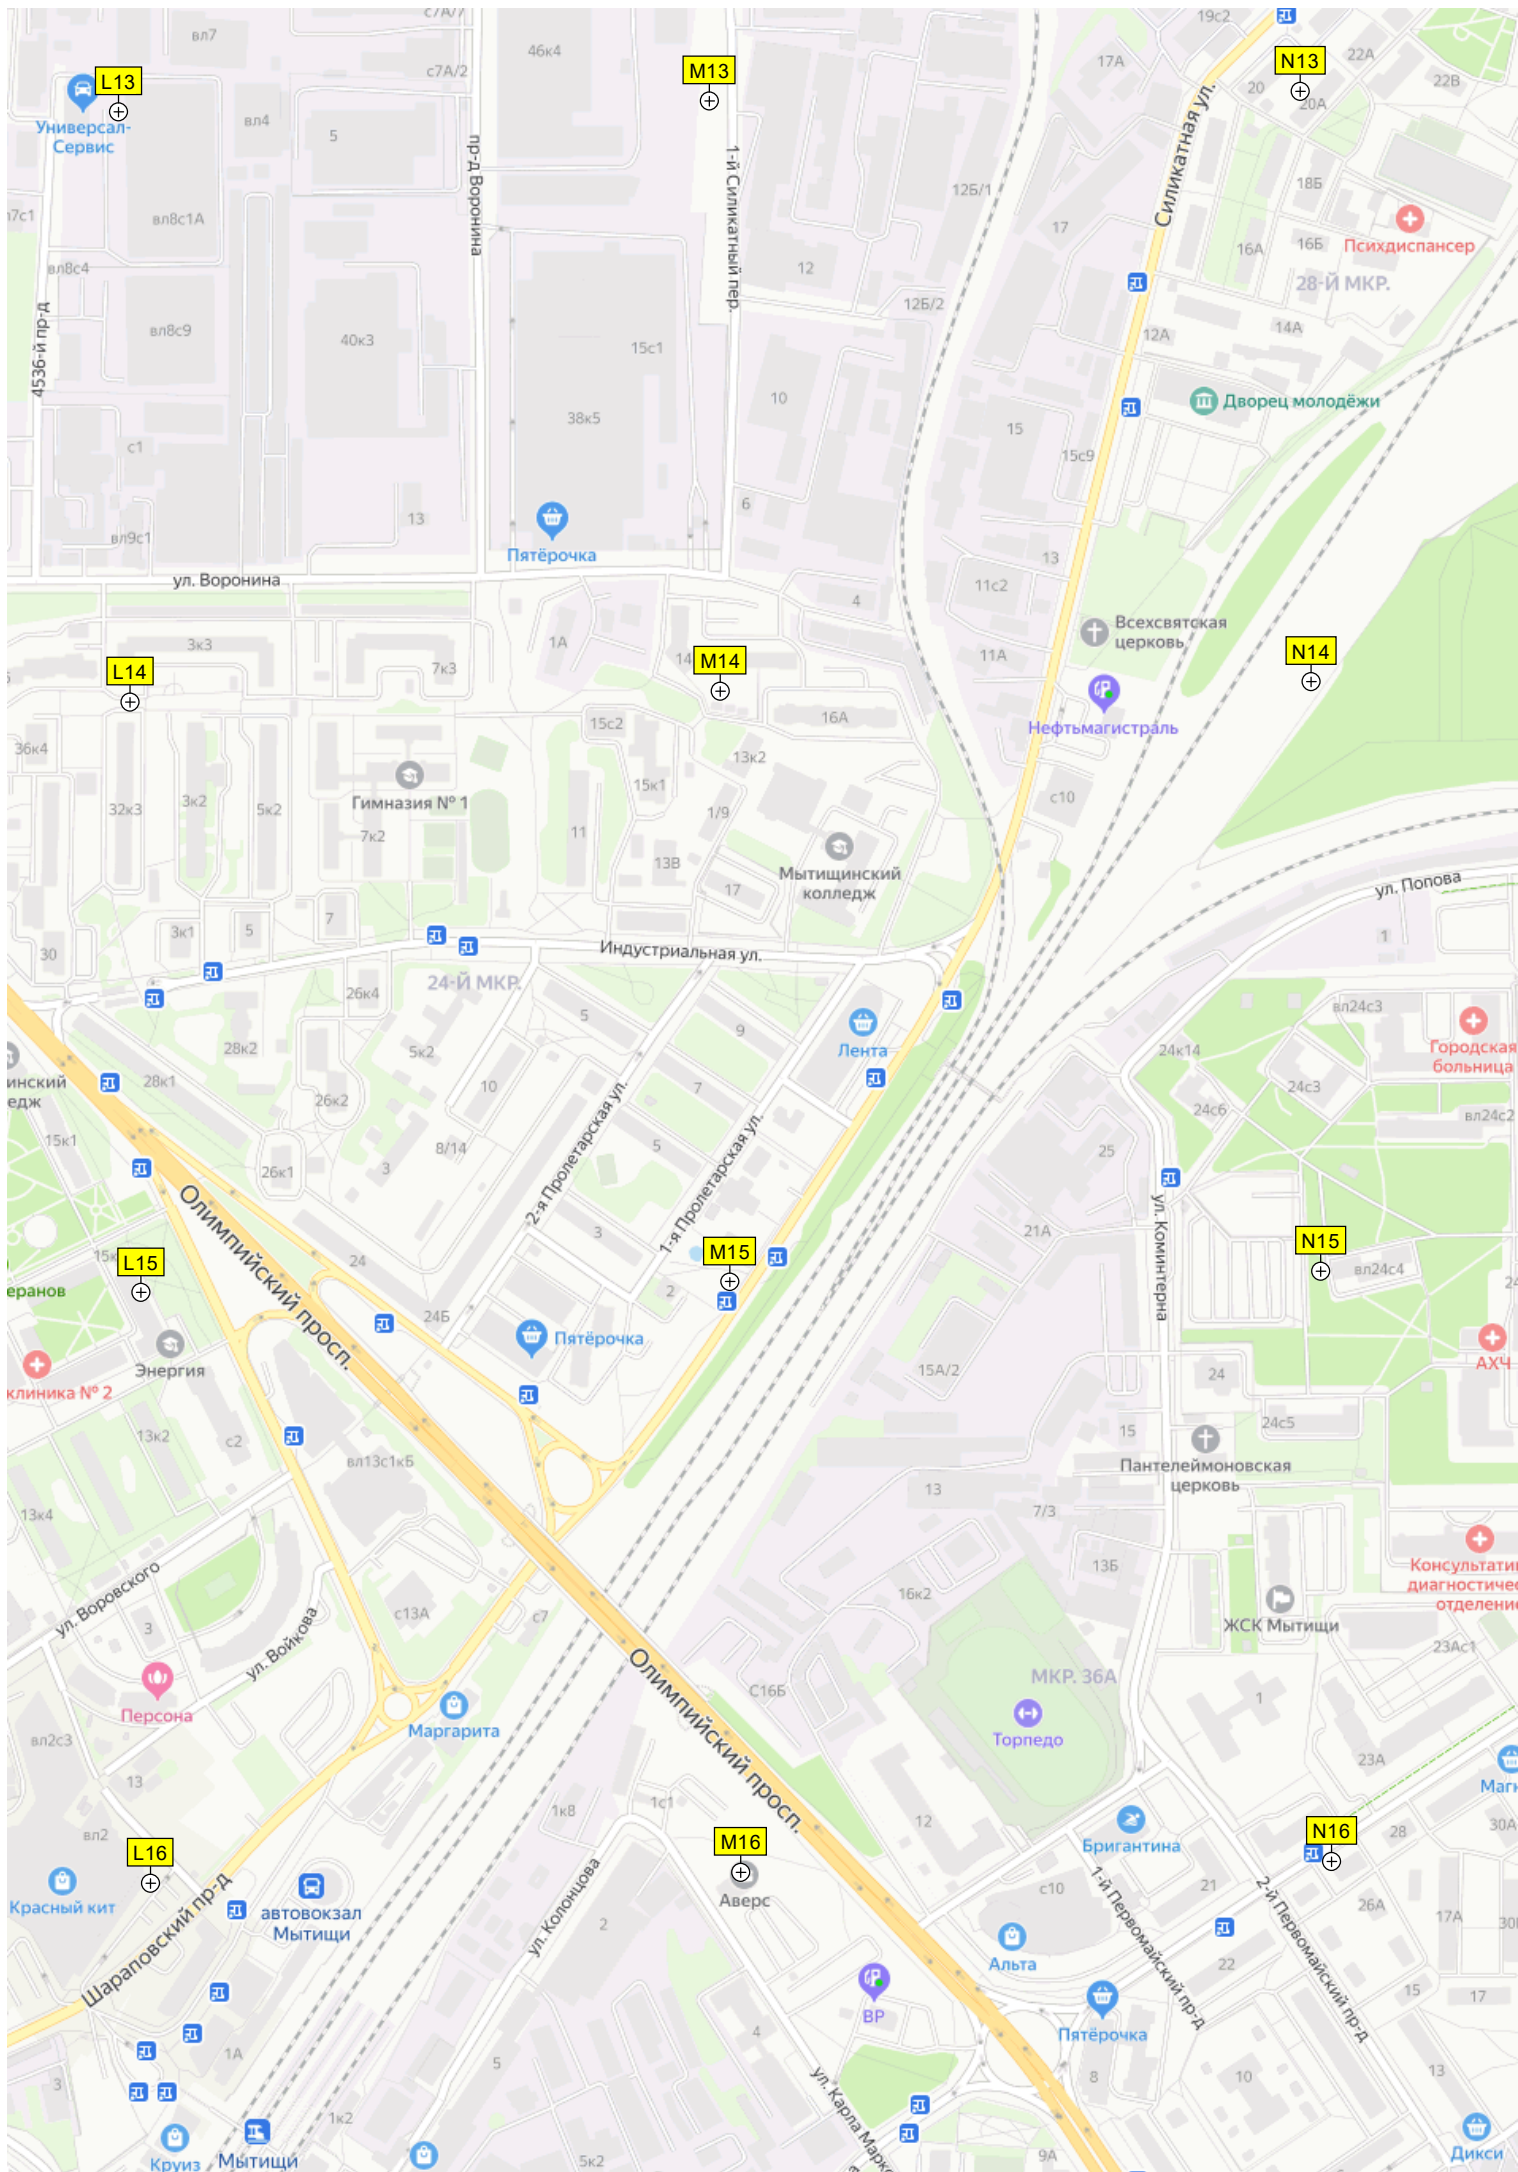 с7А/7
19с2
вл7
46к4
с7А/2
M13
17А
N13
22А
22В
L13
20
20А
вл4
5
Универсал-
Сервис
пр-д Воронина
1-й Силикатный пер.
Силикатная ул.
12Б/1
18Б
вл8с1А
17
Психдиспансер
16А
16Б
вл8с4
12
28-Й МКР.
12Б/2
4536-й пр-д
вл8с9
40к3
15с1
12А
14А
10
Дворец молодёжи
38к5
15
с1
15с9
6
13
вл9с1
Пятёрочка
13
ул. Воронина
11с2
4
Всехсвятская
церковь
3к3
1А
7к3
11А
14
M14
N14
L14
15с2
16А
Нефтьмагистраль
36к4
13к2
15к1
с10
Гимназия № 1
32к3
3к2
5к2
1/9
7к2
11
13В
Мытищинский
колледж
17
ул. Попова
7
3к1
5
1
30
Индустриальная ул.
24-Й МКР.
26к4
вл24с3
5
9
28к2
5к2
Лента
24к14
Городская
больница
28к1
инский
едж
10
7
24с3
26к2
24с6
вл24с2
15к1
8/14
5
25
3
26к1
2-я Пролетарская ул.
1-я Пролетарская ул.
Олимпийский просп.
3
21А
ул. Коминтерна
24
L15
M15
N15
вл24с4
еранов
2
24Б
Пятёрочка
Энергия
15А/2
24
АХЧ
клиника № 2
24с5
13к2
с2
вл13с1кБ
15
Пантелеймоновская
церковь
13
13к4
7/3
13Б
Консультати
диагностичес
отделени
ул. Воровского
16к2
с13А
с7
ЖСК Мытищи
3
ул. Войкова
23Ас1
Олимпийский просп.
МКР. 36А
С16Б
1
Персона
Маргарита
Торпедо
вл2с3
23А
13
Магн
1с1
1к8
12
вл2
M16
Бригантина
N16
28
30А
L16
ул. Колонцова
1-й Первомайский пр-д
2-й Первомайский пр-д
с10
21
Аверс
Красный кит
автовокзал
Мытищи
26А
17А
2
Шараповский пр-д
Альта
22
15
17
ВР
Пятёрочка
4
1А
5
8
10
13
3
ул. Карла Маркс
1к2
Круиз
Мытищи
5к2
9А
Дикси